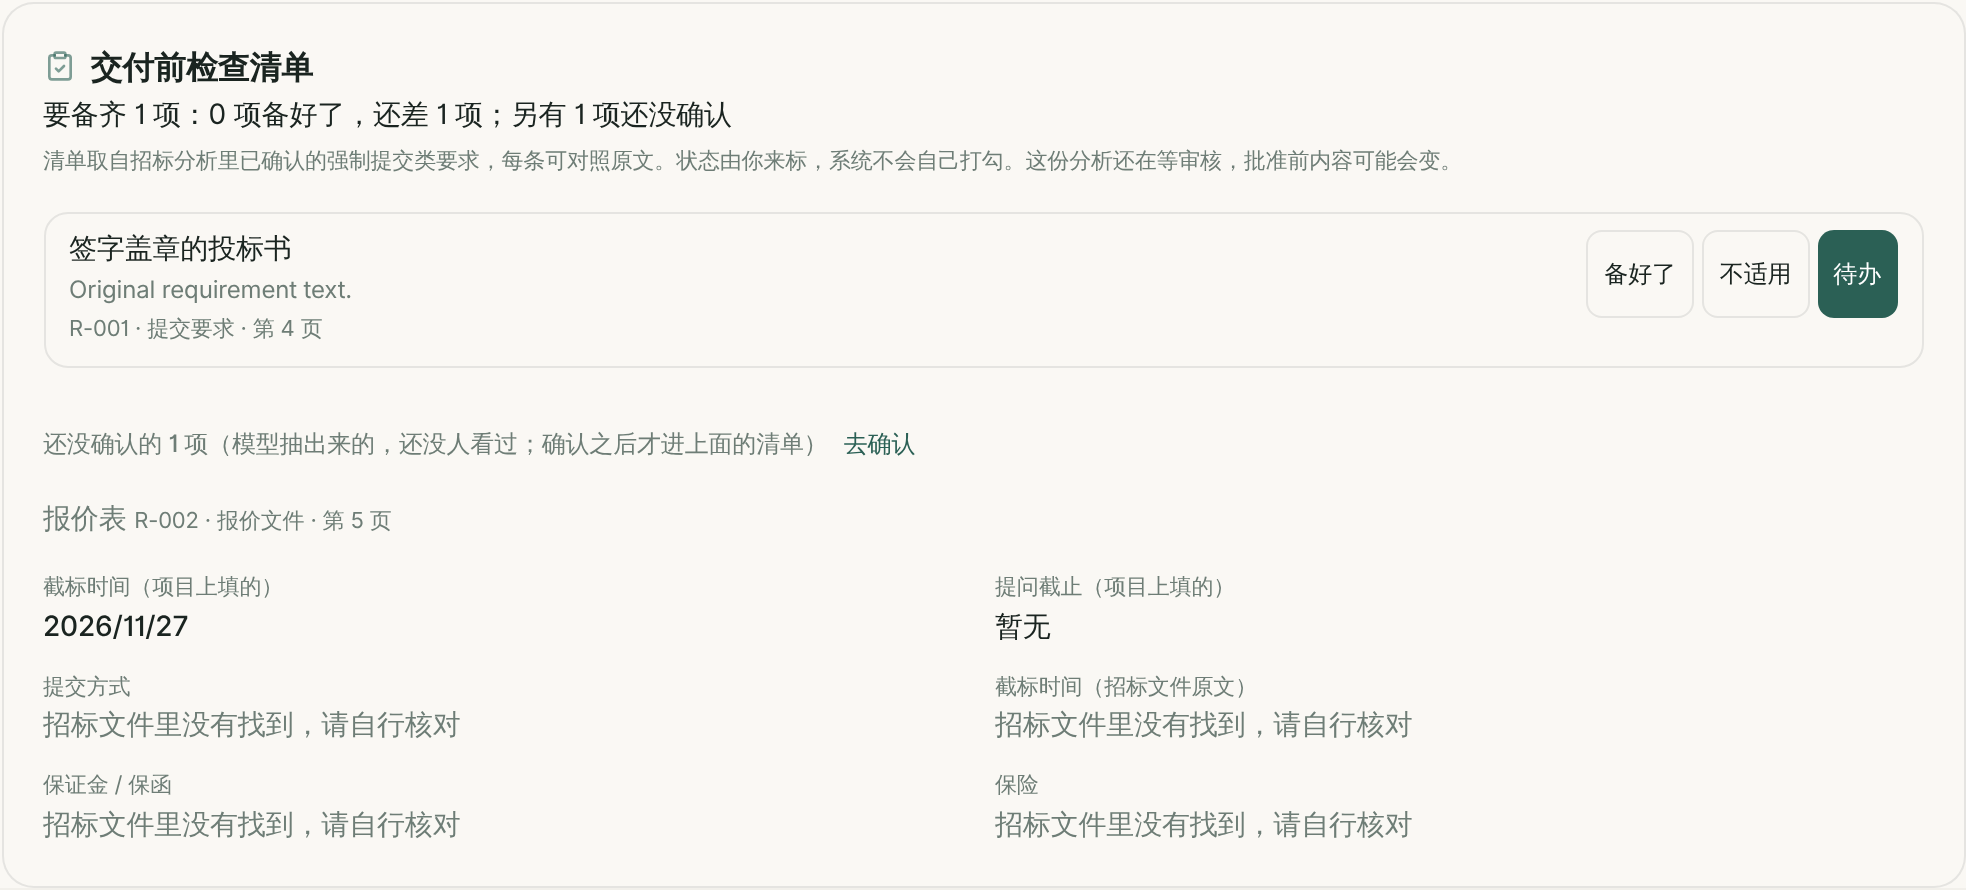 交付前检查清单
要备齐 1 项：0 项备好了，还差 1 项；另有 1 项还没确认
清单取自招标分析里已确认的强制提交类要求，每条可对照原文。状态由你来标，系统不会自己打勾。这份分析还在等审核，批准前内容可能会变。
签字盖章的投标书
Original requirement text.
R-001 · 提交要求 · 第 4 页
备好了 不适用 待办
还没确认的 1 项（模型抽出来的，还没人看过；确认之后才进上面的清单） 去确认
报价表 R-002 · 报价文件 · 第 5 页
截标时间（项目上填的）
2026/11/27
提问截止（项目上填的）
暂无
提交方式
招标文件里没有找到，请自行核对
截标时间（招标文件原文）
招标文件里没有找到，请自行核对
保证金 / 保函
招标文件里没有找到，请自行核对
保险
招标文件里没有找到，请自行核对